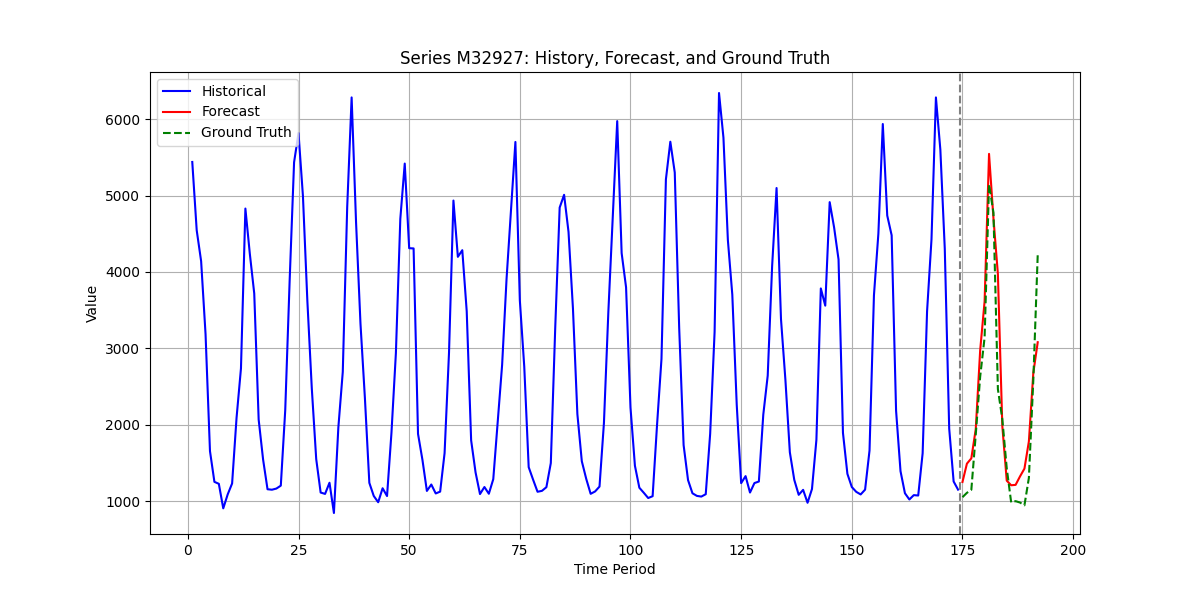 Series M32927: History, Forecast, and Ground Truth
Historical
Forecast
Ground Truth
6000
5000
4000
3000
2000
1000
Value
0 25 50 75 100 125 150 175 200
Time Period